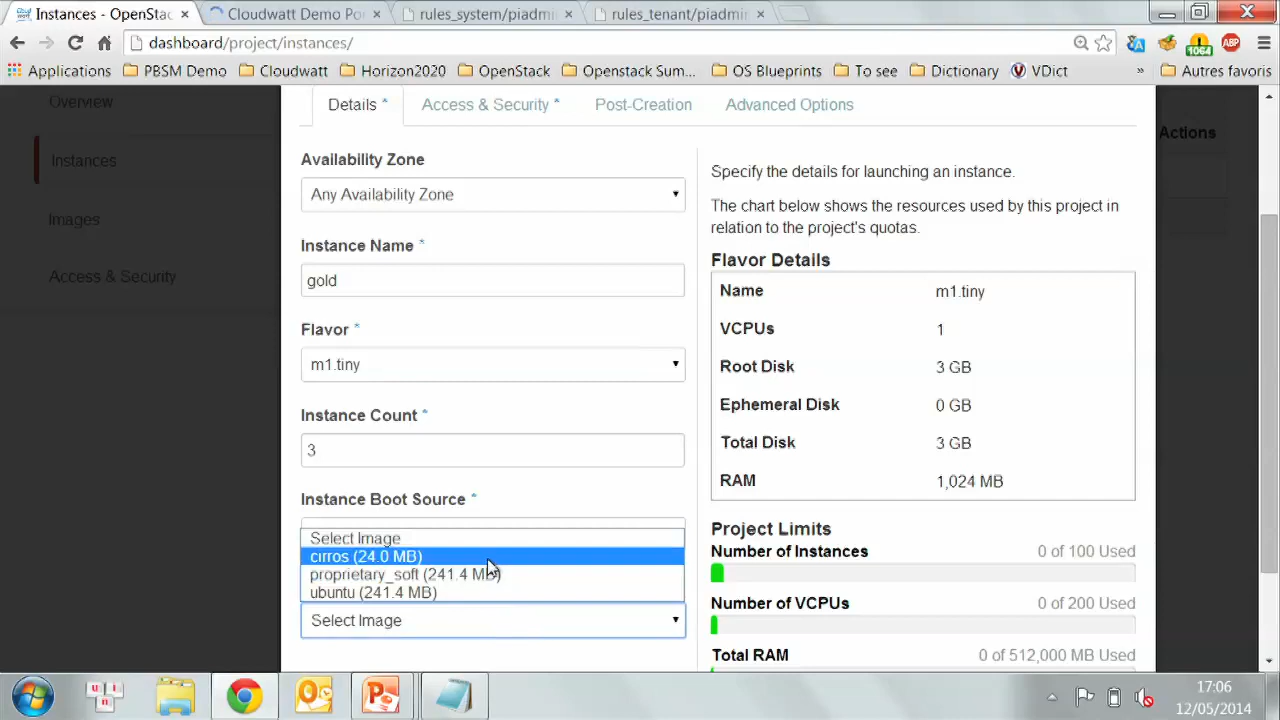 Instances - OpenStac
Cloudwatt Demo Po
rules_system/piadm
rules_tenant/piadmi
dashboard/project/instances/
1064
ABP
Applications
PBSM Demo
Cloudwatt
Horizon2020
OpenStack
Openstack Sum...
OS Blueprints
To see
Dictionary
VDict
»
Autres favoris
Overview
Instances
Images
Access & Security
Actions
Details *
Access & Security *
Post-Creation
Advanced Options
Availability Zone
Any Availability Zone
Instance Name *
gold
Flavor *
m1.tiny
Instance Count *
3
Instance Boot Source *
Select Image
cirros (24.0 MB)
proprietary_soft (241.4 MB)
ubuntu (241.4 MB)
Select Image
Specify the details for launching an instance.
The chart below shows the resources used by this project in
relation to the project's quotas.
Flavor Details
Name m1.tiny
VCPUs 1
Root Disk 3 GB
Ephemeral Disk 0 GB
Total Disk 3 GB
RAM 1,024 MB
Project Limits
Number of Instances 0 of 100 Used
Number of VCPUs 0 of 200 Used
Total RAM 0 of 512,000 MB Used
17:06
12/05/2014